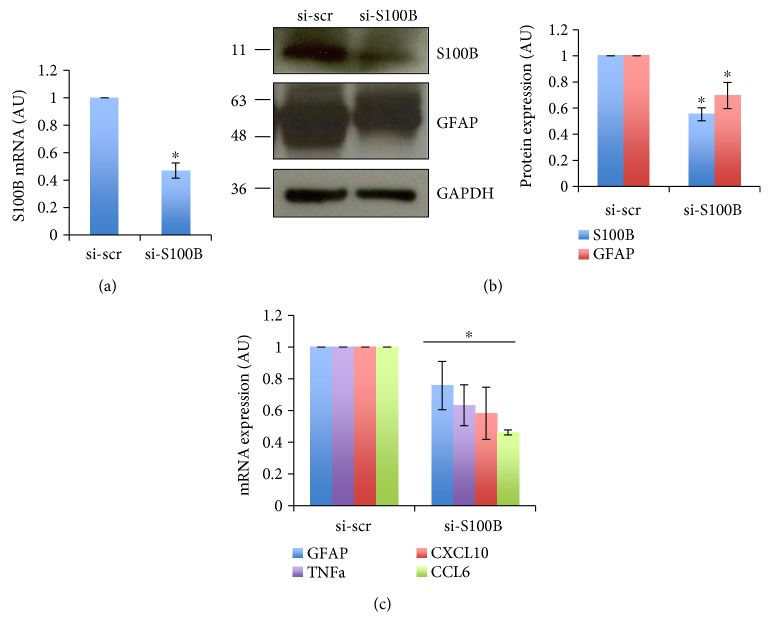 S100B mRNA (AU)
1.2
1
0.8
0.6
0.4
0.2
0
*
si-scr
si-S100B
(a)
si-scr
si-S100B
11
S100B
63
48
GFAP
36
GAPDH
Protein expression (AU)
1.2
1
0.8
0.6
0.4
0.2
0
*
*
si-scr
si-S100B
S100B
GFAP
(b)
mRNA expression (AU)
1.2
1
0.8
0.6
0.4
0.2
0
*
si-scr
si-S100B
GFAP
CXCL10
TNFa
CCL6
(c)